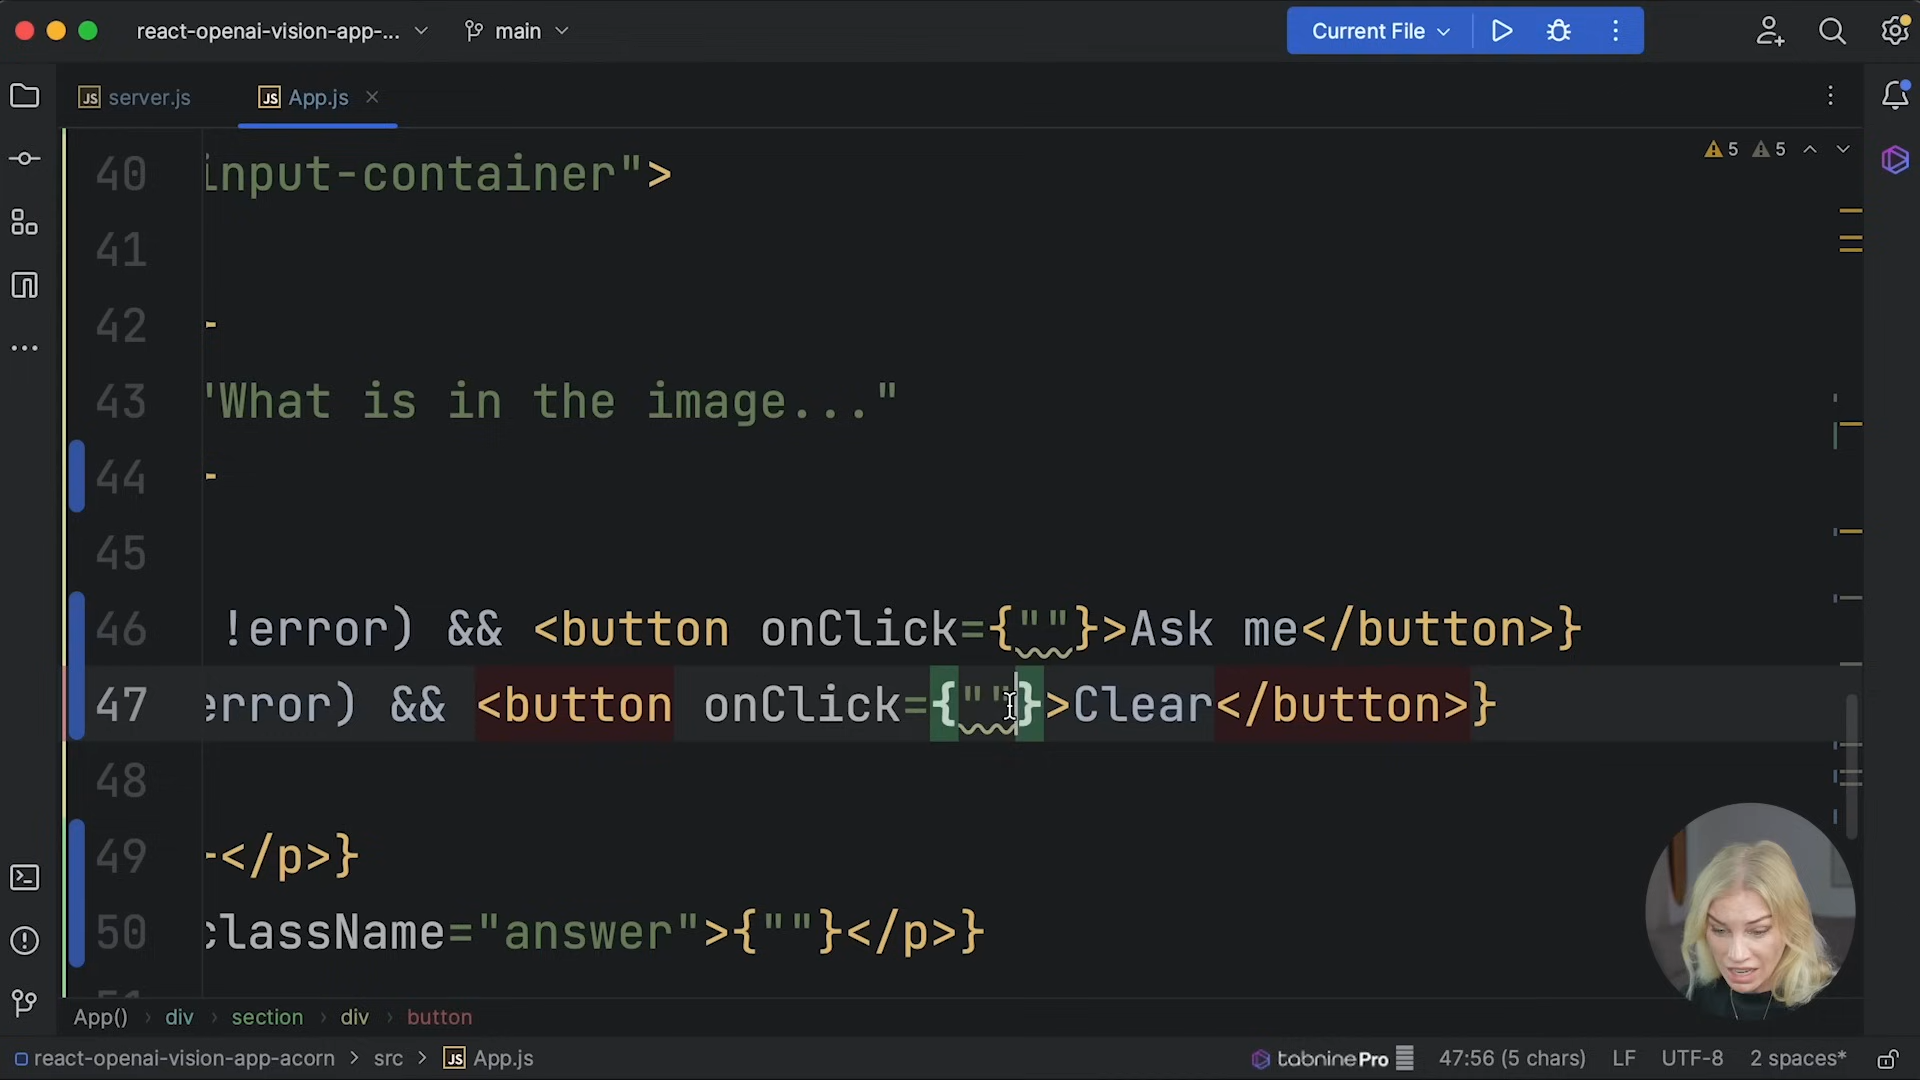 react-openai-vision-app-...
main
Current File
JS server.js
JS App.js
5 5
40 input-container">
41
42 -
43 "What is in the image..."
44 -
45
46 !error) && <button onClick={""}>Ask me</button>}
47 error) && <button onClick={""}>Clear</button>}
48
49 -</p>}
50 className="answer">{""}</p>}
App() › div › section › div › button
react-openai-vision-app-acorn > src > JS App.js
tabnine Pro 47:56 (5 chars) LF UTF-8 2 spaces*